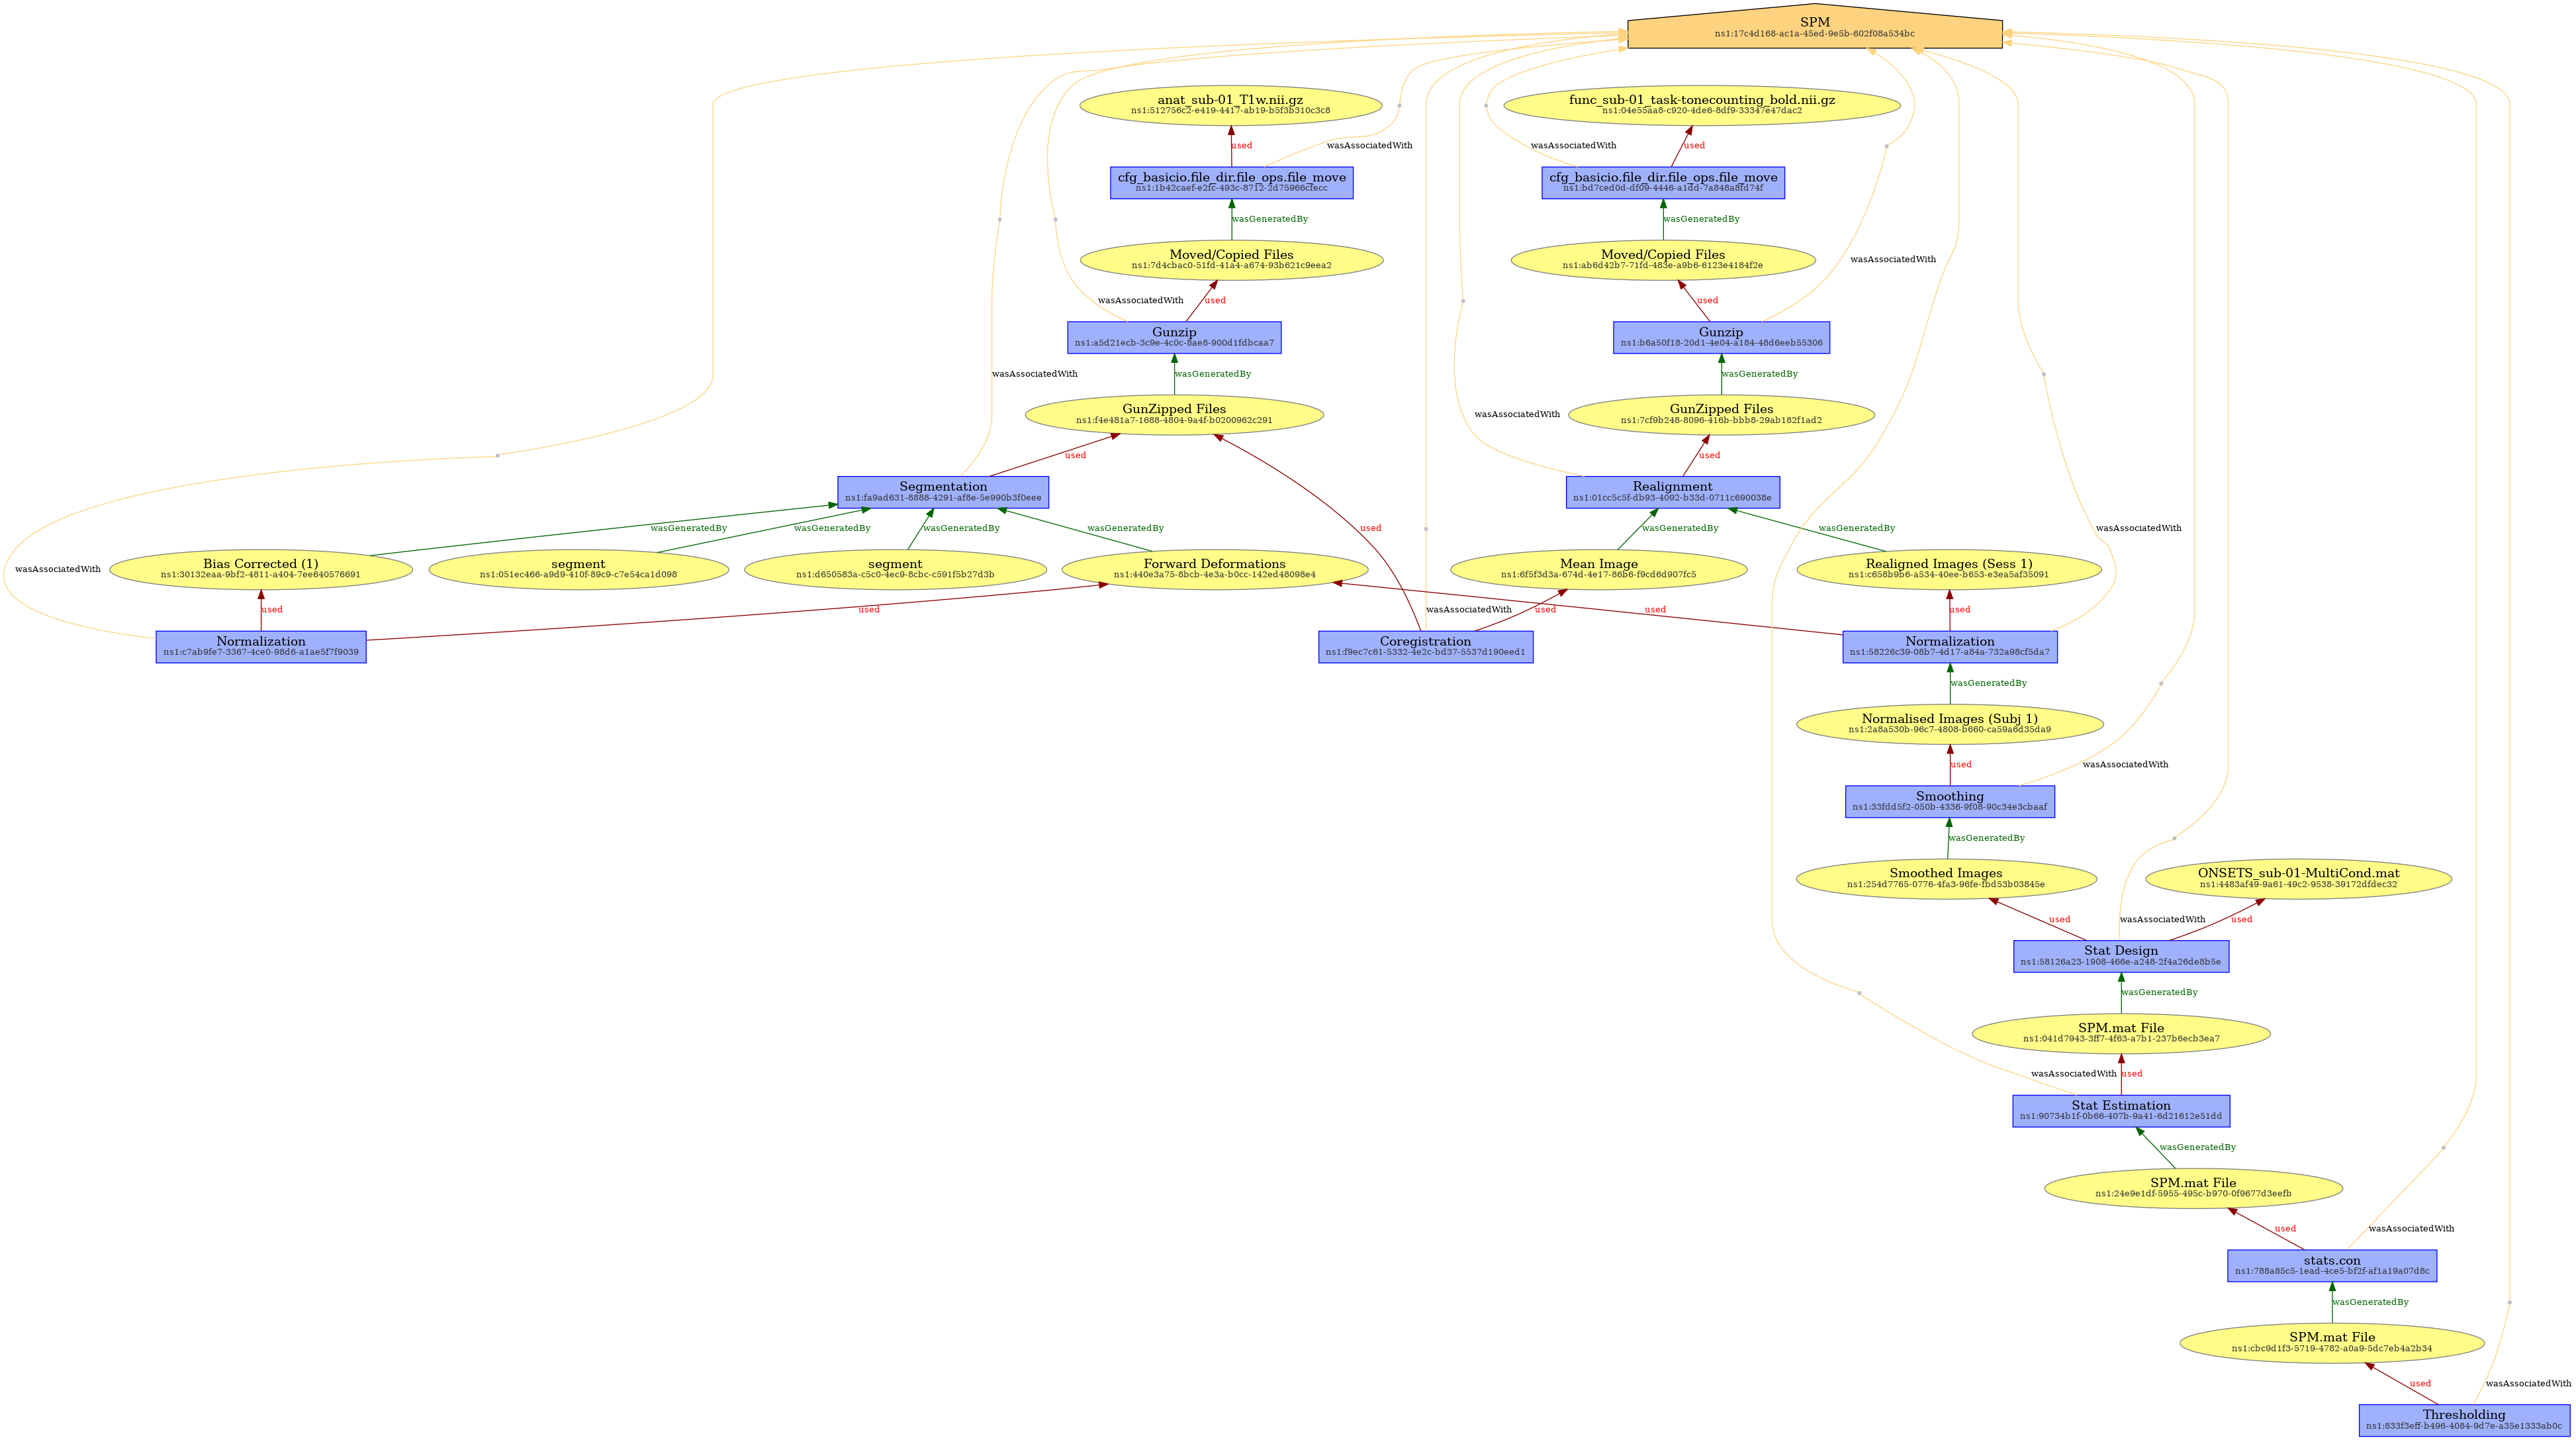 SPM
ns1:17c4d168-ac1a-45ed-9e5b-602f08a534bc
anat_sub-01_T1w.nii.gz
ns1:512756c2-e419-4417-ab19-b5f3b310c3c8
func_sub-01_task-tonecounting_bold.nii.gz
ns1:04e55aa8-c920-4de6-8df9-33347e47dac2
used
wasAssociatedWith
wasAssociatedWith
used
cfg_basicio.file_dir.file_ops.file_move
ns1:1b42caef-e2fc-493c-8712-2d75966cfecc
cfg_basicio.file_dir.file_ops.file_move
ns1:bd7ced0d-df09-4446-a1dd-7a848a8fd74f
wasGeneratedBy
wasGeneratedBy
Moved/Copied Files
ns1:7d4cbac0-51fd-41a4-a674-93b621c9eea2
Moved/Copied Files
ns1:ab6d42b7-71fd-483e-a9b6-6123e4184f2e
wasAssociatedWith
wasAssociatedWith
used
used
Gunzip
ns1:a5d21ecb-3c9e-4c0c-8ae8-900d1fdbcaa7
Gunzip
ns1:b6a50f18-20d1-4e04-a184-48d6eeb55306
wasAssociatedWith
wasGeneratedBy
wasGeneratedBy
GunZipped Files
ns1:f4e481a7-1688-4804-9a4f-b0200962c291
GunZipped Files
ns1:7cf9b248-8096-416b-bbb8-29ab182f1ad2
wasAssociatedWith
used
used
Segmentation
ns1:fa9ad631-8888-4291-af8e-5e990b3f0eee
Realignment
ns1:01cc5c5f-db93-4092-b33d-0711c690038e
wasGeneratedBy
wasGeneratedBy
wasGeneratedBy
wasGeneratedBy
used
wasGeneratedBy
wasGeneratedBy
wasAssociatedWith
wasAssociatedWith
Bias Corrected (1)
ns1:30132eaa-9bf2-4811-a404-7ee640576691
segment
ns1:051ec466-a9d9-410f-89c9-c7e54ca1d098
segment
ns1:d650583a-c5c0-4ec9-8cbc-c591f5b27d3b
Forward Deformations
ns1:440e3a75-8bcb-4e3a-b0cc-142ed48098e4
Mean Image
ns1:6f5f3d3a-674d-4e17-86b6-f9cd6d907fc5
Realigned Images (Sess 1)
ns1:c658b9b6-a534-40ee-b653-e3ea5af35091
used
used
wasAssociatedWith
used
used
used
Normalization
ns1:c7ab9fe7-3367-4ce0-98d6-a1ae5f7f9039
Coregistration
ns1:f9ec7c61-5332-4e2c-bd37-5537d190eed1
Normalization
ns1:58226c39-08b7-4d17-a84a-732a98cf5da7
wasGeneratedBy
Normalised Images (Subj 1)
ns1:2a8a530b-96c7-4808-b660-ca59a6d35da9
used
wasAssociatedWith
Smoothing
ns1:33fdd5f2-050b-4336-9f08-90c34e3cbaaf
wasGeneratedBy
Smoothed Images
ns1:254d7765-0776-4fa3-96fe-fbd53b03845e
ONSETS_sub-01-MultiCond.mat
ns1:4483af49-9a61-49c2-9538-39172dfdec32
used
wasAssociatedWith
used
Stat Design
ns1:58126a23-1908-466e-a248-2f4a26de8b5e
wasGeneratedBy
SPM.mat File
ns1:041d7943-3ff7-4f63-a7b1-237b6ecb3ea7
wasAssociatedWith
used
Stat Estimation
ns1:90734b1f-0b66-407b-9a41-6d21612e51dd
wasGeneratedBy
SPM.mat File
ns1:24e9e1df-5955-495c-b970-0f9677d3eefb
used
wasAssociatedWith
stats.con
ns1:788a85c5-1ead-4ce5-bf2f-af1a19a07d8c
wasGeneratedBy
SPM.mat File
ns1:cbc9d1f3-5719-4782-a0a9-5dc7eb4a2b34
used
wasAssociatedWith
Thresholding
ns1:833f3eff-b496-4084-9d7e-a35e1333ab0c